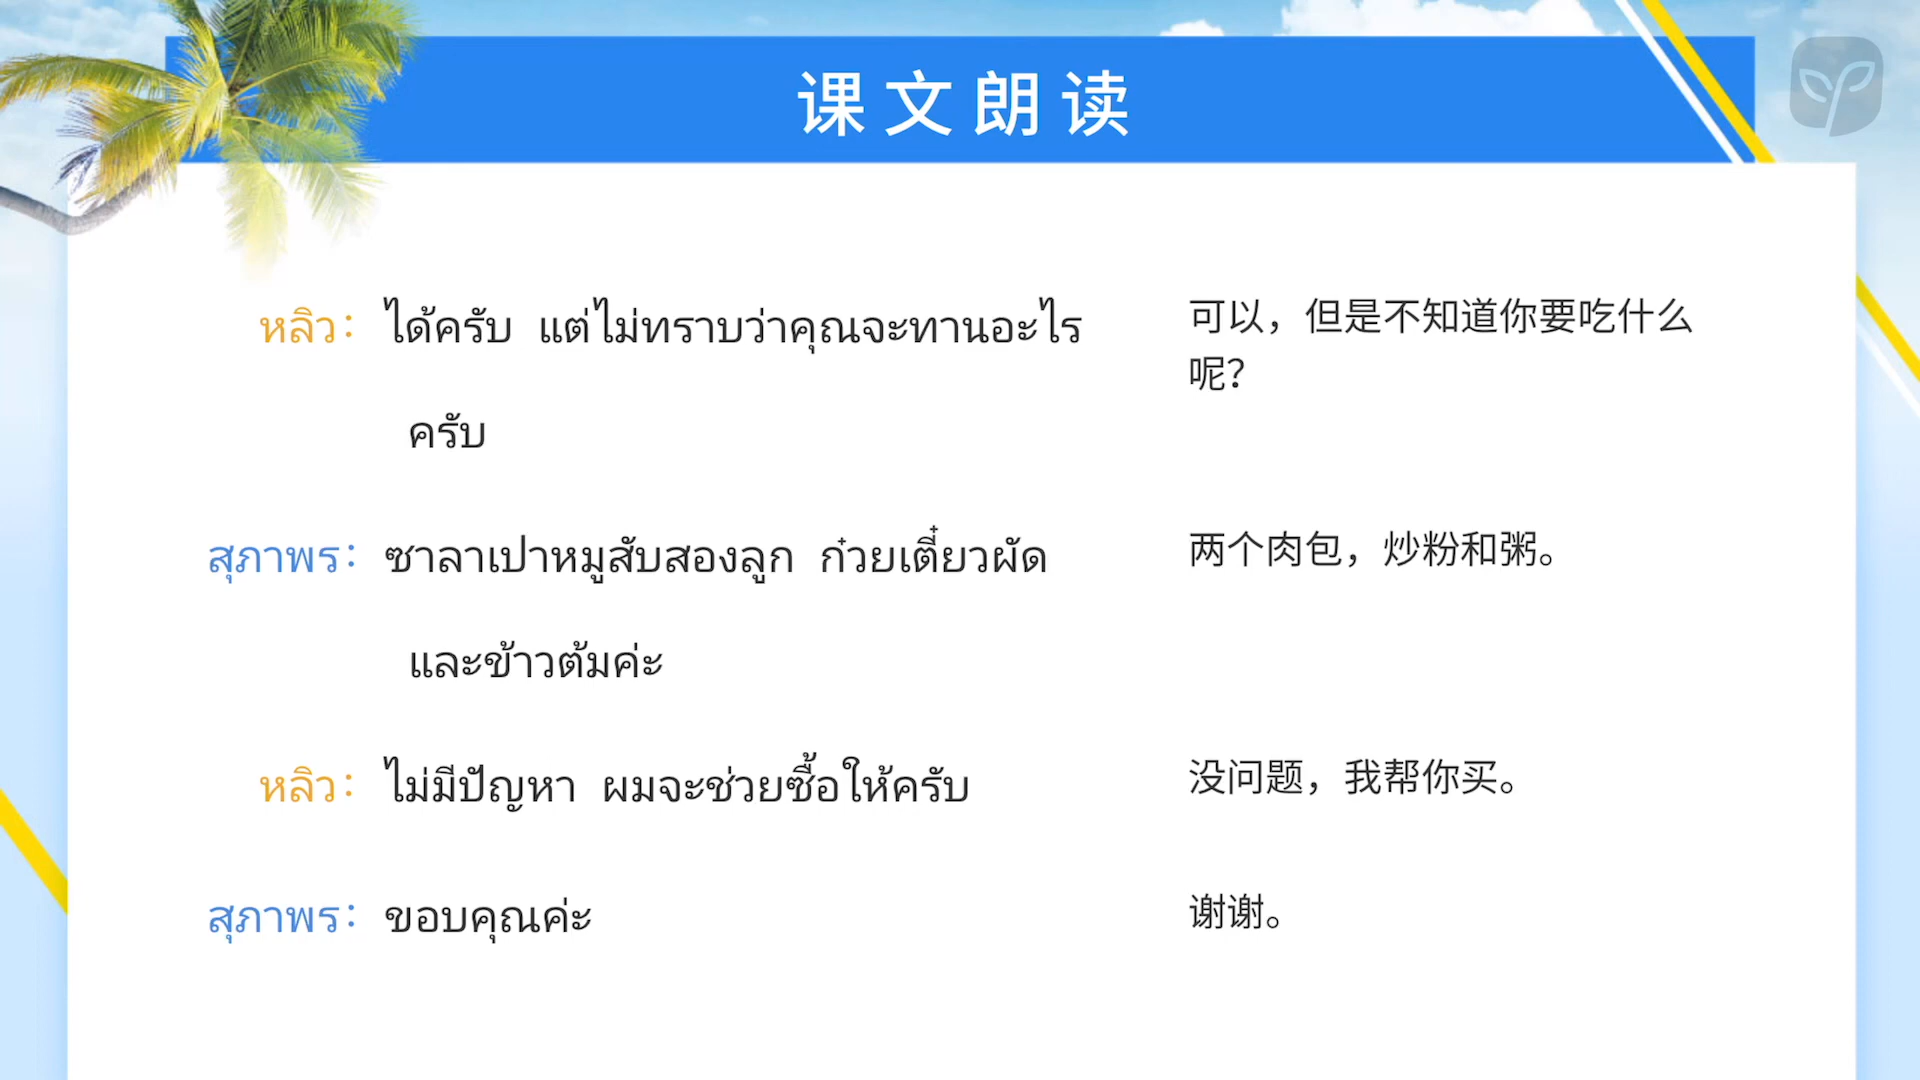 课文朗读
หลิว: ได้ครับ แต่ไม่ทราบว่าคุณจะทานอะไร
ครับ
可以，但是不知道你要吃什么
呢？
สุภาพร: ซาลาเปาหมูสับสองลูก ก๋วยเตี๋ยวผัด
และข้าวต้มค่ะ
两个肉包，炒粉和粥。
หลิว: ไม่มีปัญหา ผมจะช่วยซื้อให้ครับ
没问题，我帮你买。
สุภาพร: ขอบคุณค่ะ
谢谢。